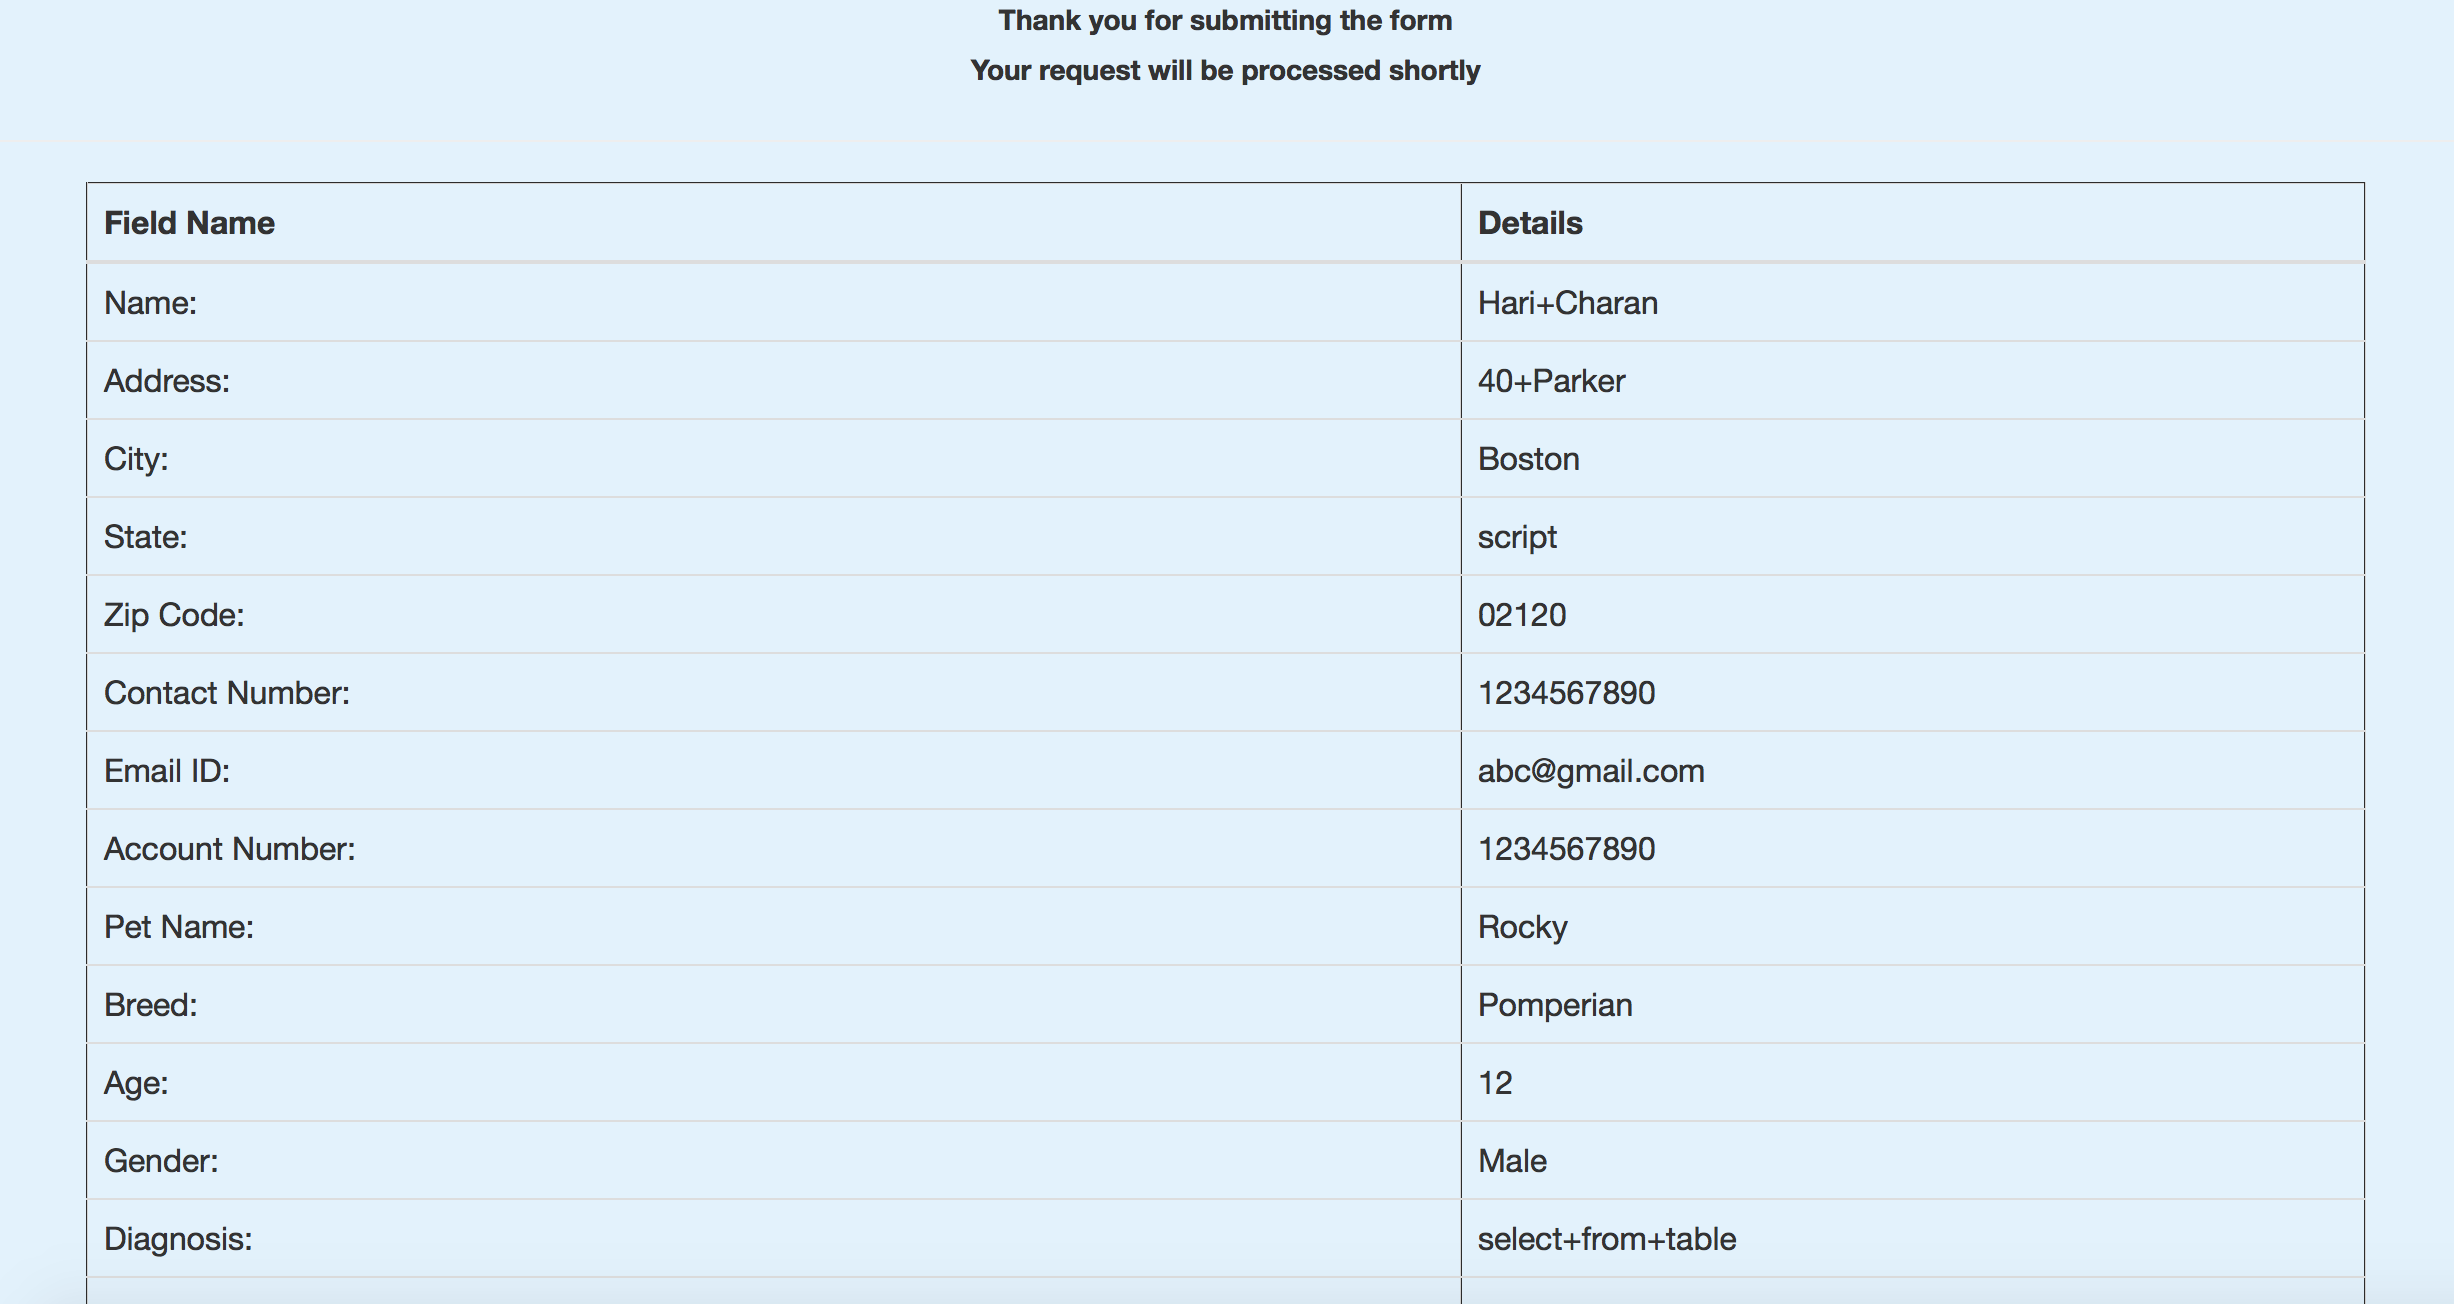 Thank you for submitting the form
Your request will be processed shortly
Field Name Details
Name: Hari+Charan
Address: 40+Parker
City: Boston
State: script
Zip Code: 02120
Contact Number: 1234567890
Email ID: abc@gmail.com
Account Number: 1234567890
Pet Name: Rocky
Breed: Pomperian
Age: 12
Gender: Male
Diagnosis: select+from+table